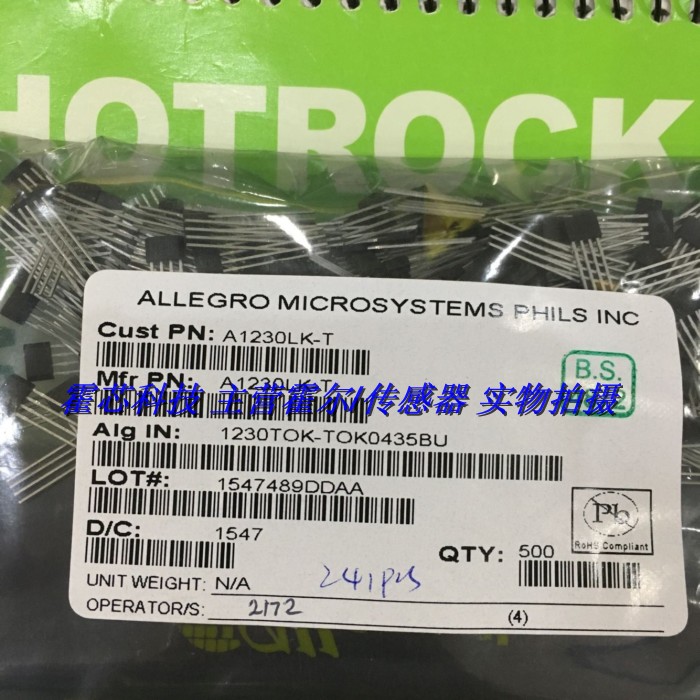 HOTROCK
ALLEGRO MICROSYSTEMS PHILS INC
Cust PN: A1230LK-T
Mfr PN: A1230LK-T
霍芯科技 主营霍尔/传感器 实物拍摄
B.S.
Alg IN: 1230TOK-TOK0435BU
LOT#: 1547489DDAA
D/C: 1547
QTY: 500
Pb
RoHS Compliant
UNIT WEIGHT: N/A
241pcs
OPERATOR/S: 2172
(4)